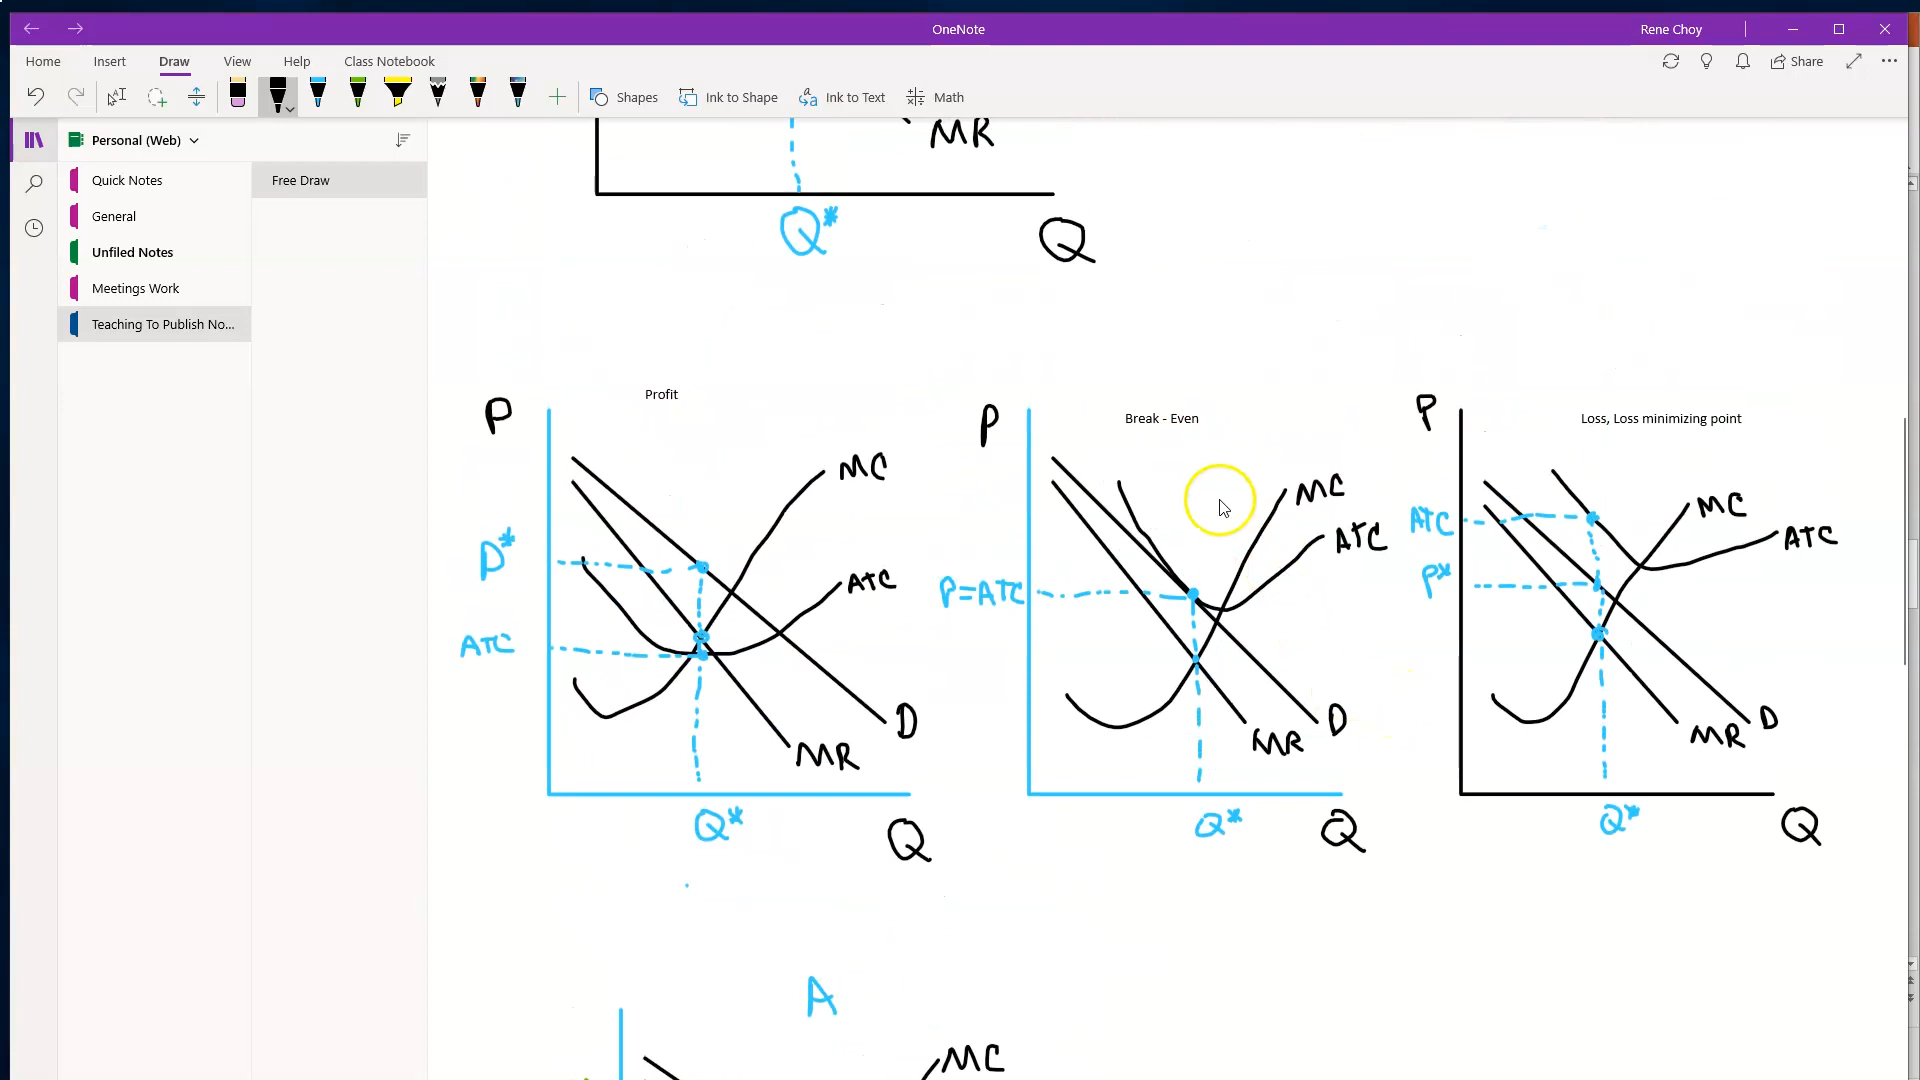 OneNote
Rene Choy
Home Insert Draw View Help Class Notebook
Share
Shapes Ink to Shape Ink to Text Math
Personal (Web)
Quick Notes
General
Unfiled Notes
Meetings Work
Teaching To Publish No...
Free Draw
MR
Q*
Q
Profit
P
MC
D*
ATC
ATC
D
MR
Q*
Q
Break - Even
P
MC
ATC
P=ATC
D
MR
Q*
Q
Loss, Loss minimizing point
P
MC
ATC
ATC
P*
D
MR
Q*
Q
A
MC